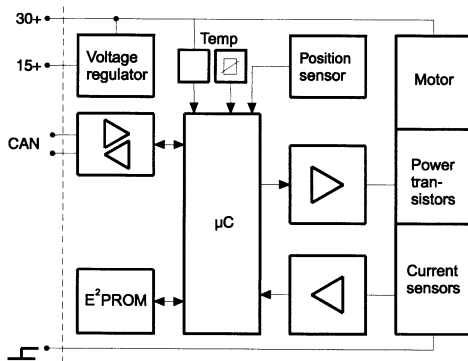 30+
Temp
15+
Voltage
regulator
Position
sensor
Motor
CAN
µC
Power
tran-
sistors
E²PROM
Current
sensors